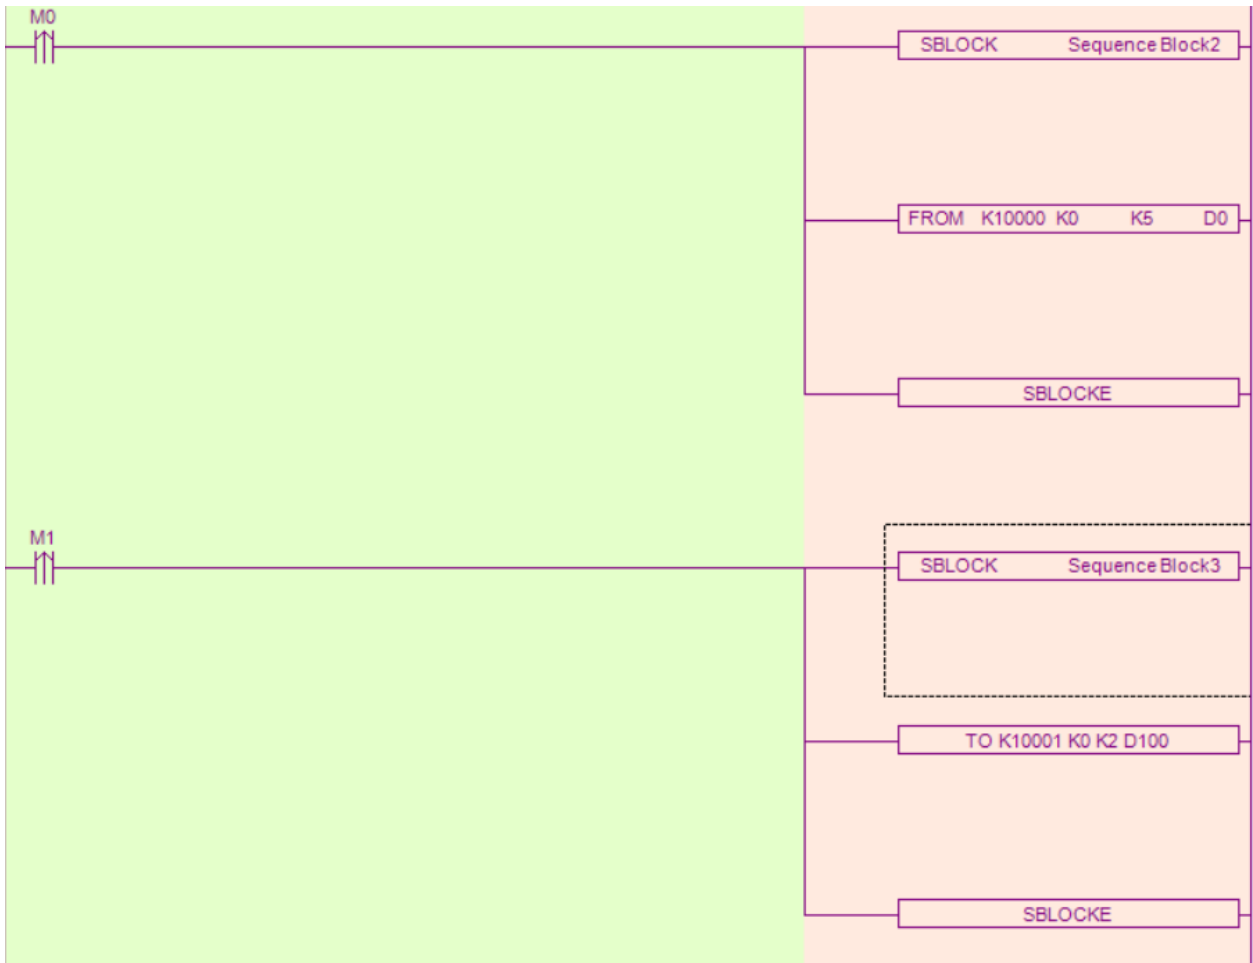 M0
SBLOCK Sequence Block2
FROM K10000 K0 K5 D0
SBLOCKE
M1
SBLOCK Sequence Block3
TO K10001 K0 K2 D100
SBLOCKE